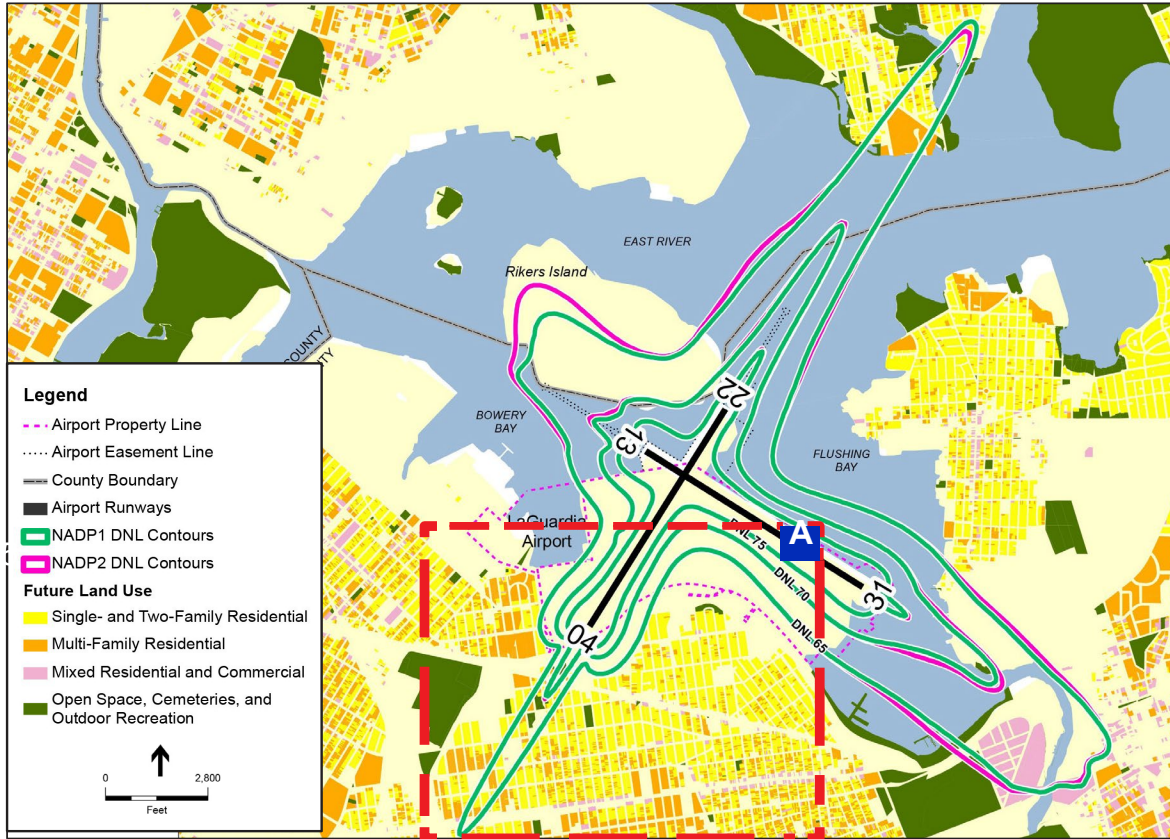 EAST RIVER
Rikers Island
COUNTY
BOWERY
BAY
FLUSHING
BAY
22
13
31
04
A
LaGuardia
Airport
DNL 75
DNL 70
DNL 65
Legend
Airport Property Line
Airport Easement Line
County Boundary
Airport Runways
NADP1 DNL Contours
NADP2 DNL Contours
Future Land Use
Single- and Two-Family Residential
Multi-Family Residential
Mixed Residential and Commercial
Open Space, Cemeteries, and
Outdoor Recreation
0 2,800
Feet